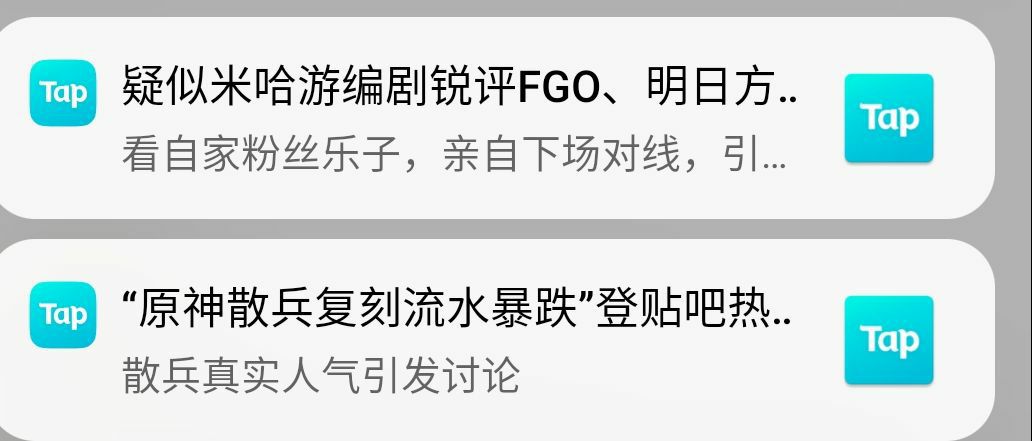 Tap
疑似米哈游编剧锐评FGO、明日方..
看自家粉丝乐子，亲自下场对线，引...
Tap
Tap
“原神散兵复刻流水暴跌”登贴吧热..
散兵真实人气引发讨论
Tap